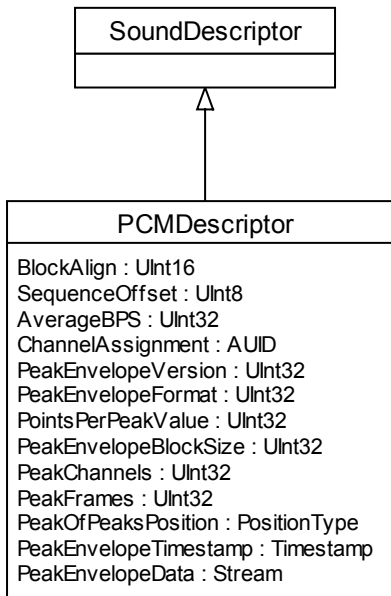 SoundDescriptor
PCMDescriptor
BlockAlign : UInt16
SequenceOffset : UInt8
AverageBPS : UInt32
ChannelAssignment : AUID
PeakEnvelopeVersion : UInt32
PeakEnvelopeFormat : UInt32
PointsPerPeakValue : UInt32
PeakEnvelopeBlockSize : UInt32
PeakChannels : UInt32
PeakFrames : UInt32
PeakOfPeaksPosition : PositionType
PeakEnvelopeTimestamp : Timestamp
PeakEnvelopeData : Stream